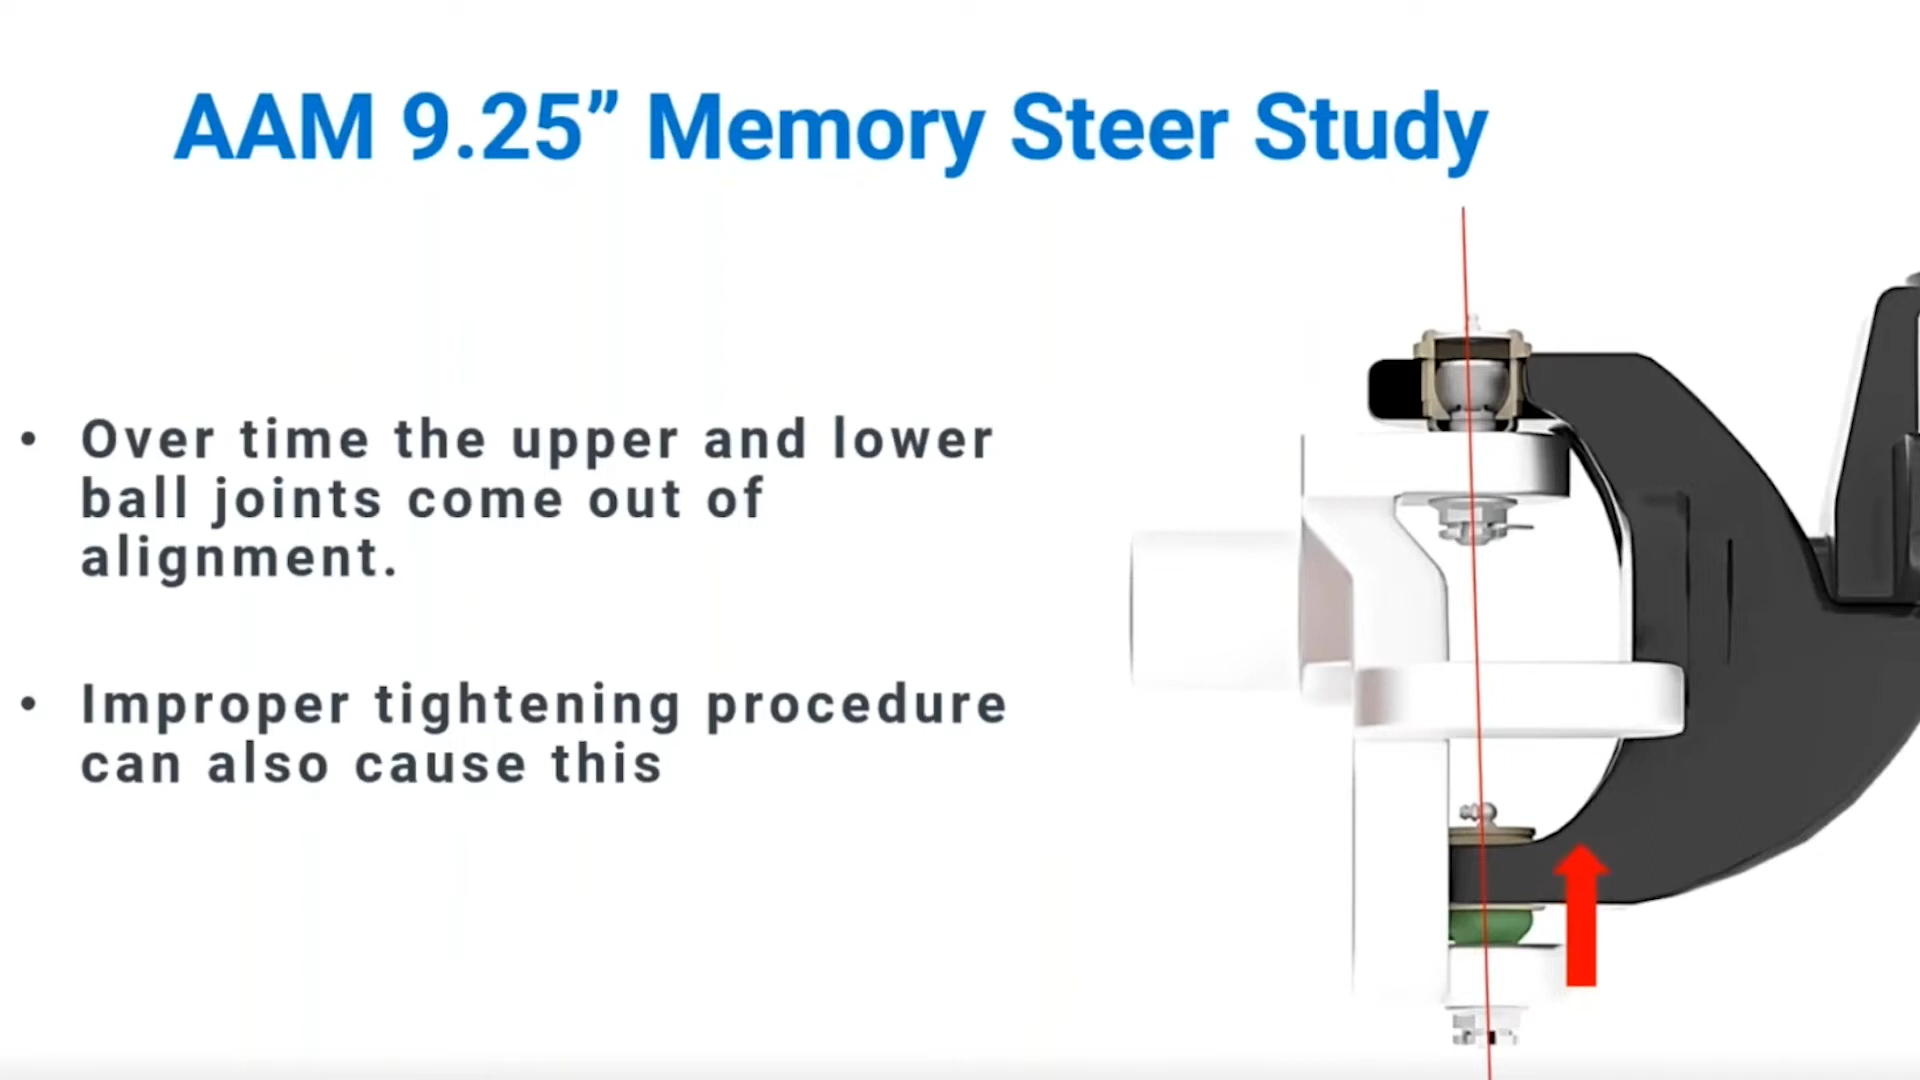 AAM 9.25” Memory Steer Study
• Over time the upper and lower
ball joints come out of
alignment.
• Improper tightening procedure
can also cause this